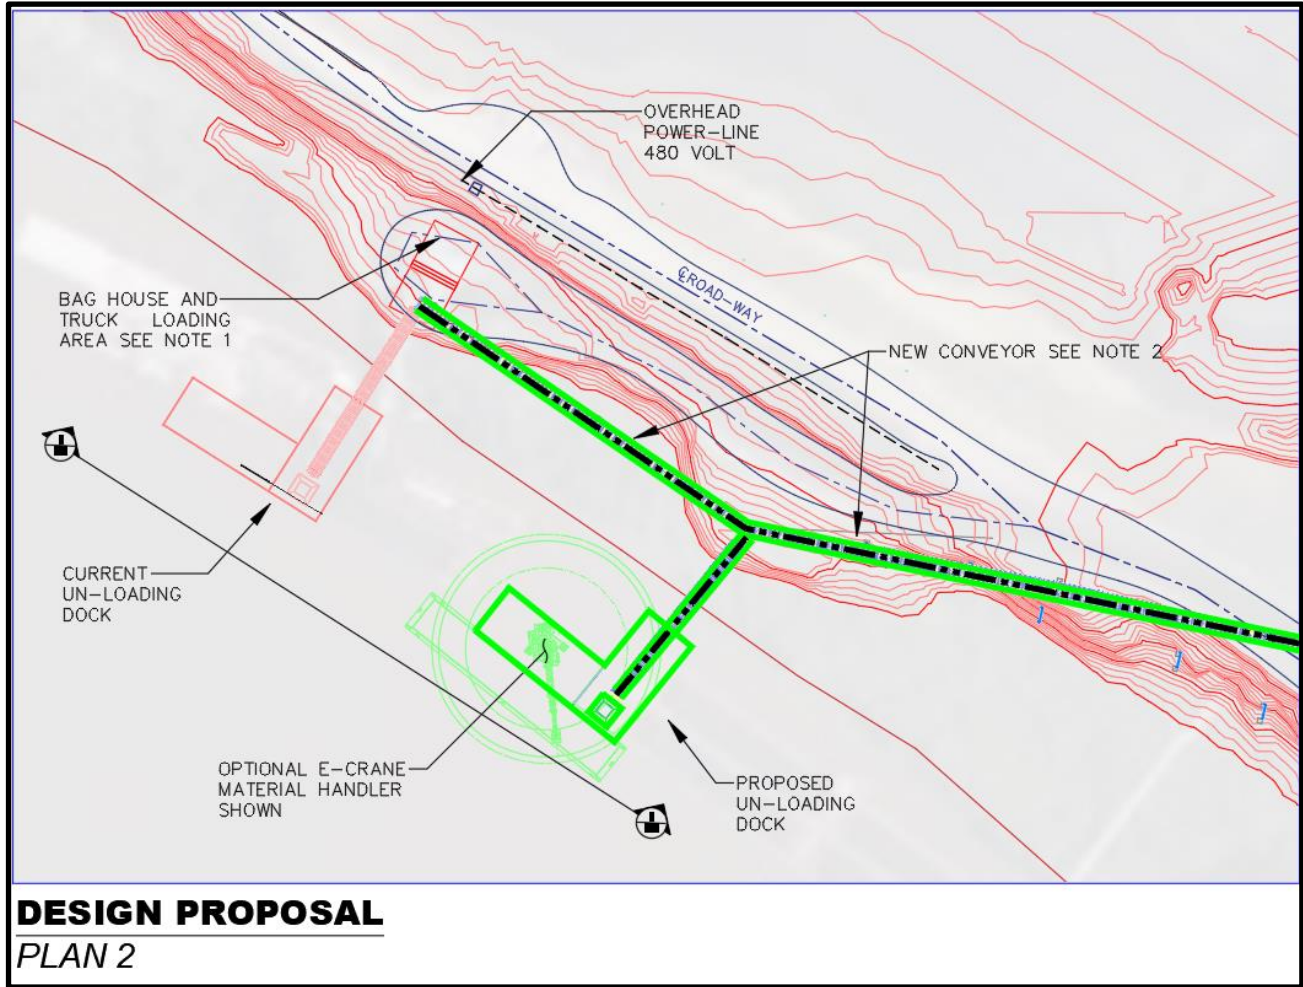 OVERHEAD
POWER-LINE
480 VOLT
℄ROAD-WAY
BAG HOUSE AND
TRUCK LOADING
AREA SEE NOTE 1
NEW CONVEYOR SEE NOTE 2
CURRENT
UN-LOADING
DOCK
OPTIONAL E-CRANE
MATERIAL HANDLER
SHOWN
PROPOSED
UN-LOADING
DOCK
DESIGN PROPOSAL
PLAN 2